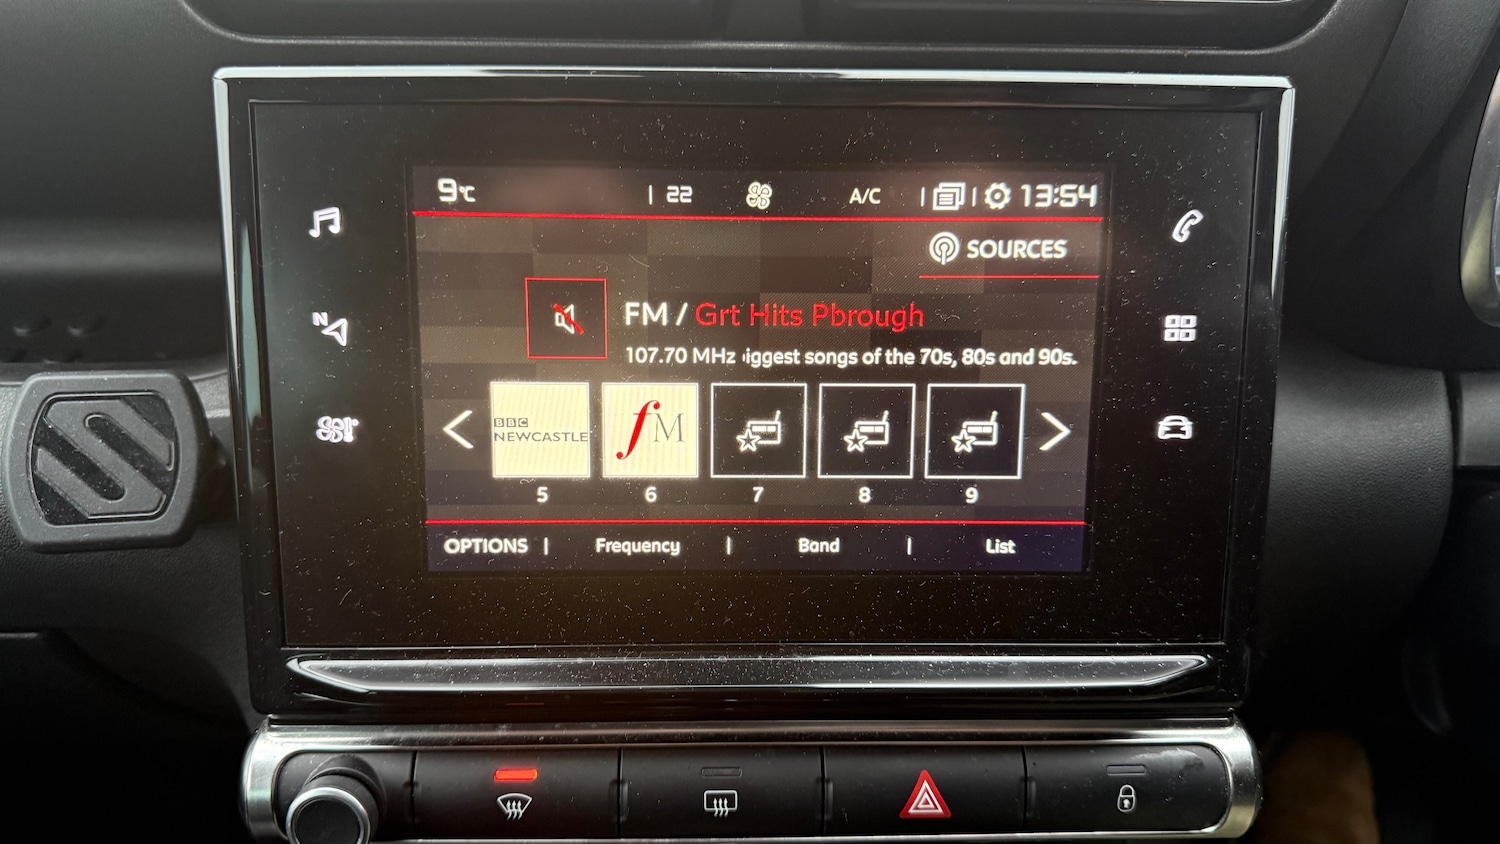 9°C | 22 A/C | | 13:54
SOURCES
FM / Grt Hits Pbrough
107.70 MHz iggest songs of the 70s, 80s and 90s.
N
BBC
NEWCASTLE
fM
5 6 7 8 9
OPTIONS | Frequency | Band | List